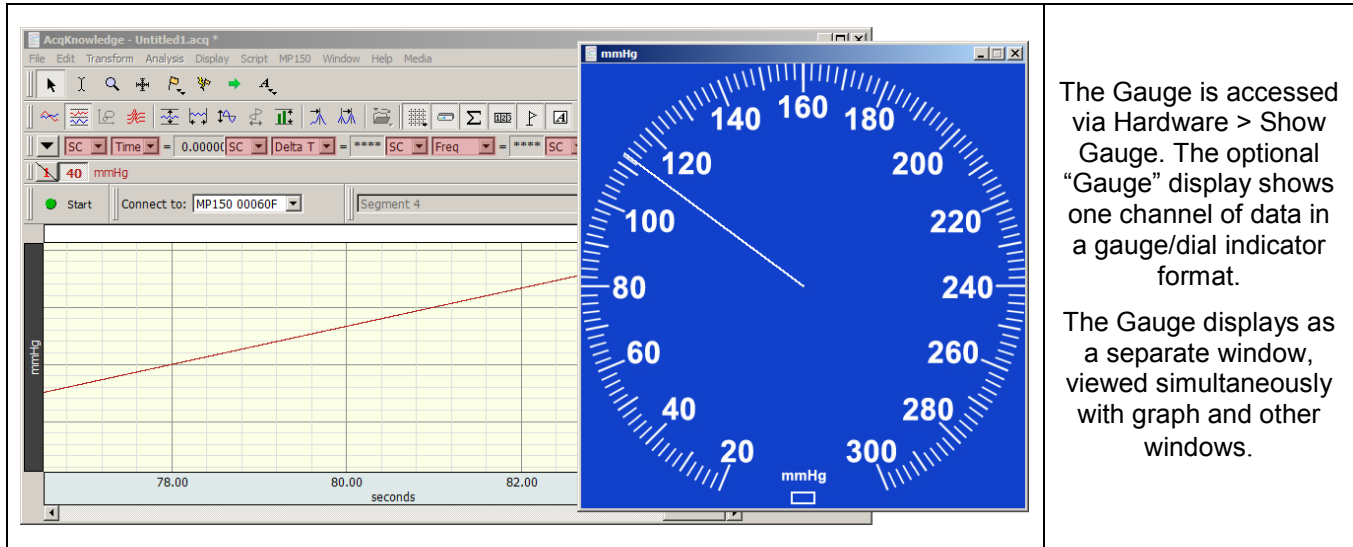 AcqKnowledge - Untitled1.acq *
File Edit Transform Analysis Display Script MP150 Window Help Media
SC Time = 0.0000 SC Delta T = **** SC Freq = **** SC
1 40 mmHg
Start Connect to: MP150 00060F Segment 4
mmHg
78.00 80.00 82.00
seconds
mmHg
160
140 180
120 200
100 220
80 240
60 260
40 280
20 300
mmHg
The Gauge is accessed
via Hardware > Show
Gauge. The optional
“Gauge” display shows
one channel of data in
a gauge/dial indicator
format.
The Gauge displays as
a separate window,
viewed simultaneously
with graph and other
windows.